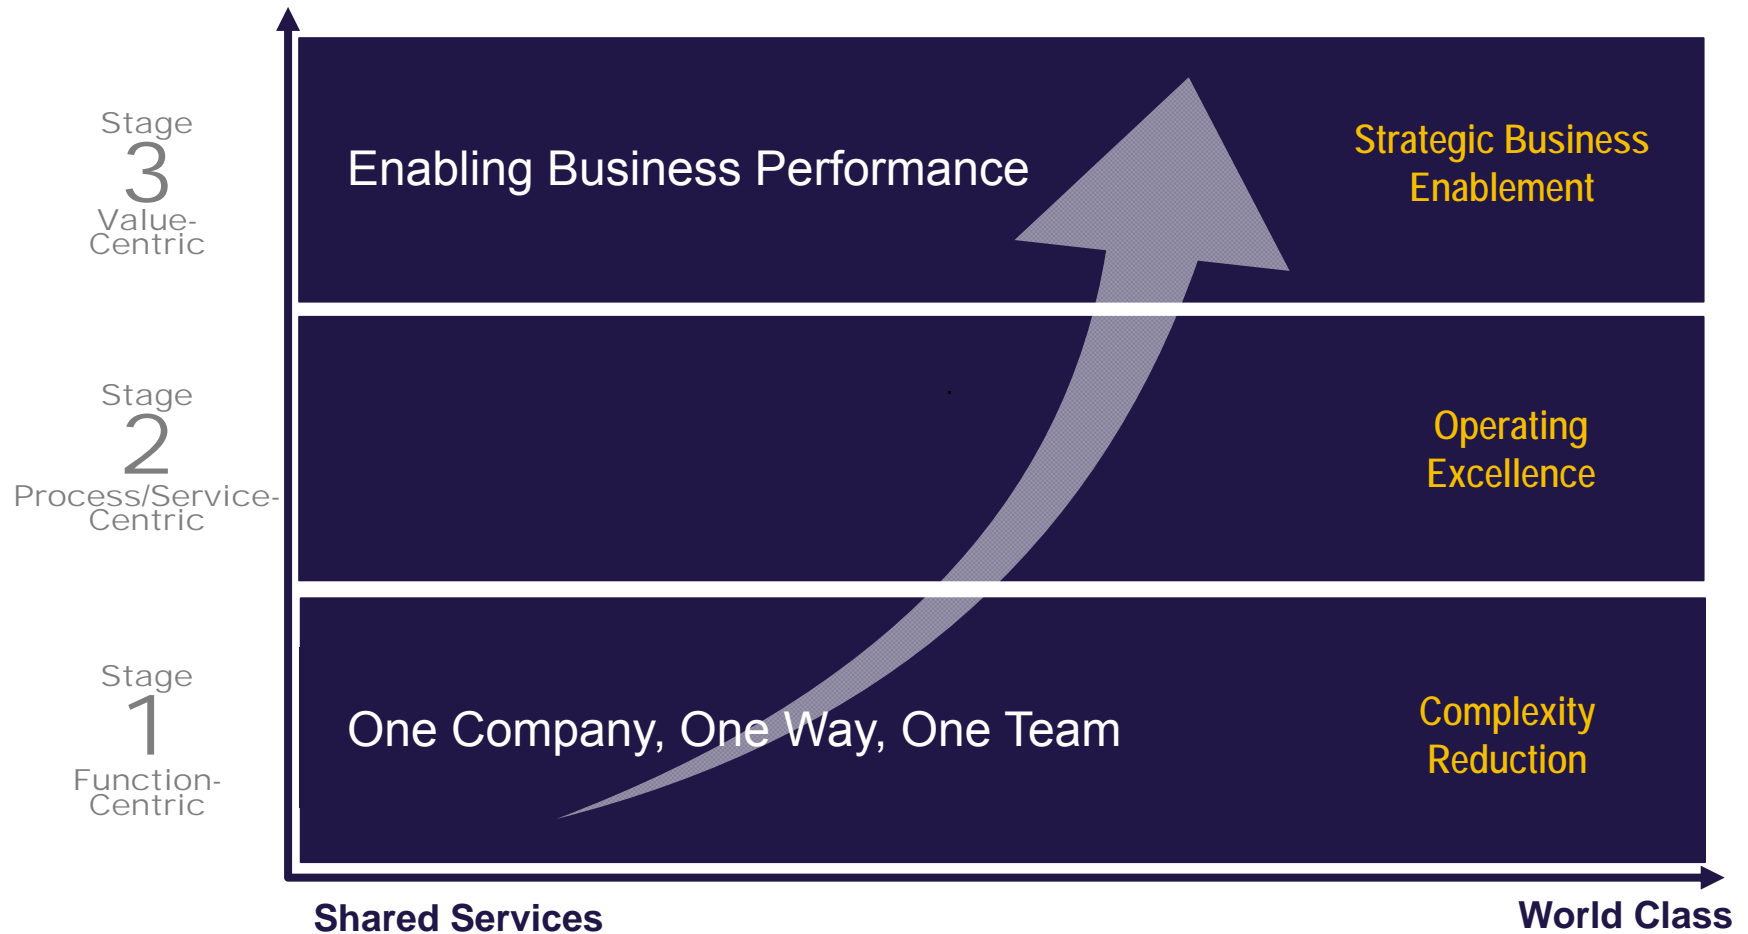 Stage
3
Value-
Centric
Enabling Business Performance
Strategic Business
Enablement
Stage
2
Process/Service-
Centric
Operating
Excellence
Stage
1
Function-
Centric
One Company, One Way, One Team
Complexity
Reduction
Shared Services
World Class